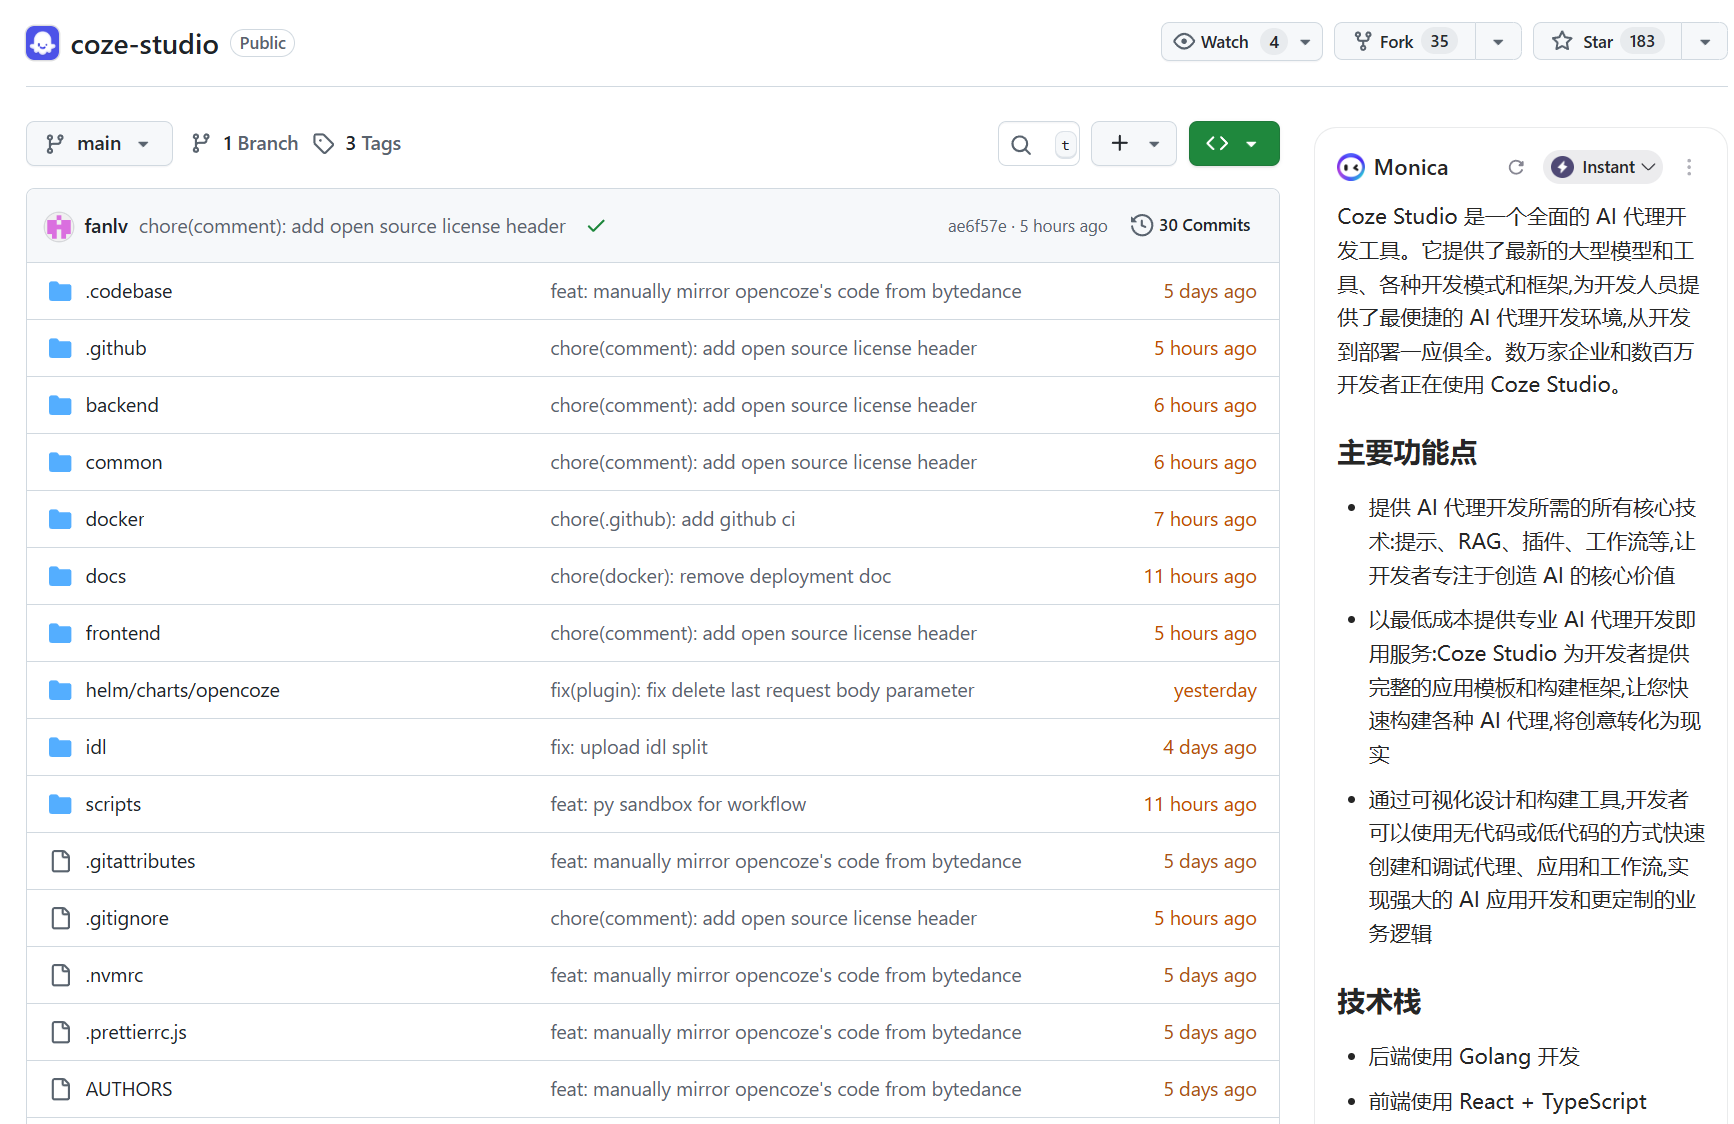 coze-studio Public Watch 4 Fork 35 Star 183
main 1 Branch 3 Tags t
fanlv chore(comment): add open source license header ae6f57e · 5 hours ago 30 Commits
.codebase feat: manually mirror opencoze's code from bytedance 5 days ago
.github chore(comment): add open source license header 5 hours ago
backend chore(comment): add open source license header 6 hours ago
common chore(comment): add open source license header 6 hours ago
docker chore(.github): add github ci 7 hours ago
docs chore(docker): remove deployment doc 11 hours ago
frontend chore(comment): add open source license header 5 hours ago
helm/charts/opencoze fix(plugin): fix delete last request body parameter yesterday
idl fix: upload idl split 4 days ago
scripts feat: py sandbox for workflow 11 hours ago
.gitattributes feat: manually mirror opencoze's code from bytedance 5 days ago
.gitignore chore(comment): add open source license header 5 hours ago
.nvmrc feat: manually mirror opencoze's code from bytedance 5 days ago
.prettierrc.js feat: manually mirror opencoze's code from bytedance 5 days ago
AUTHORS feat: manually mirror opencoze's code from bytedance 5 days ago
Monica Instant
Coze Studio 是一个全面的 AI 代理开
发工具。它提供了最新的大型模型和工
具、各种开发模式和框架,为开发人员提
供了最便捷的 AI 代理开发环境,从开发
到部署一应俱全。数万家企业和数百万
开发者正在使用 Coze Studio。
主要功能点
• 提供 AI 代理开发所需的所有核心技
术:提示、RAG、插件、工作流等,让
开发者专注于创造 AI 的核心价值
• 以最低成本提供专业 AI 代理开发即
用服务:Coze Studio 为开发者提供
完整的应用模板和构建框架,让您快
速构建各种 AI 代理,将创意转化为现
实
• 通过可视化设计和构建工具,开发者
可以使用无代码或低代码的方式快速
创建和调试代理、应用和工作流,实
现强大的 AI 应用开发和更定制的业
务逻辑
技术栈
• 后端使用 Golang 开发
• 前端使用 React + TypeScript